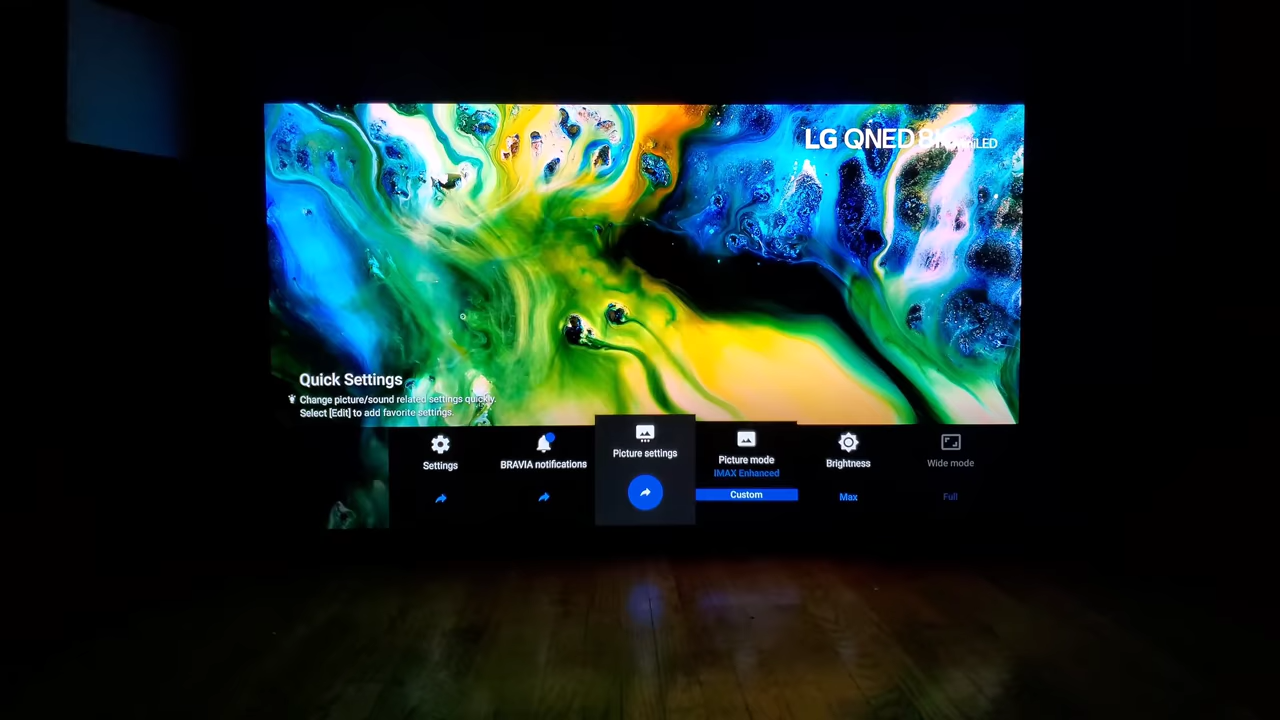 LG QNED
Quick Settings
Change picture/sound related settings quickly.
Select [Edit] to add favorite settings.
Settings
BRAVIA notifications
Picture settings
Picture mode
IMAX Enhanced
Custom
Brightness
Max
Wide mode
Full